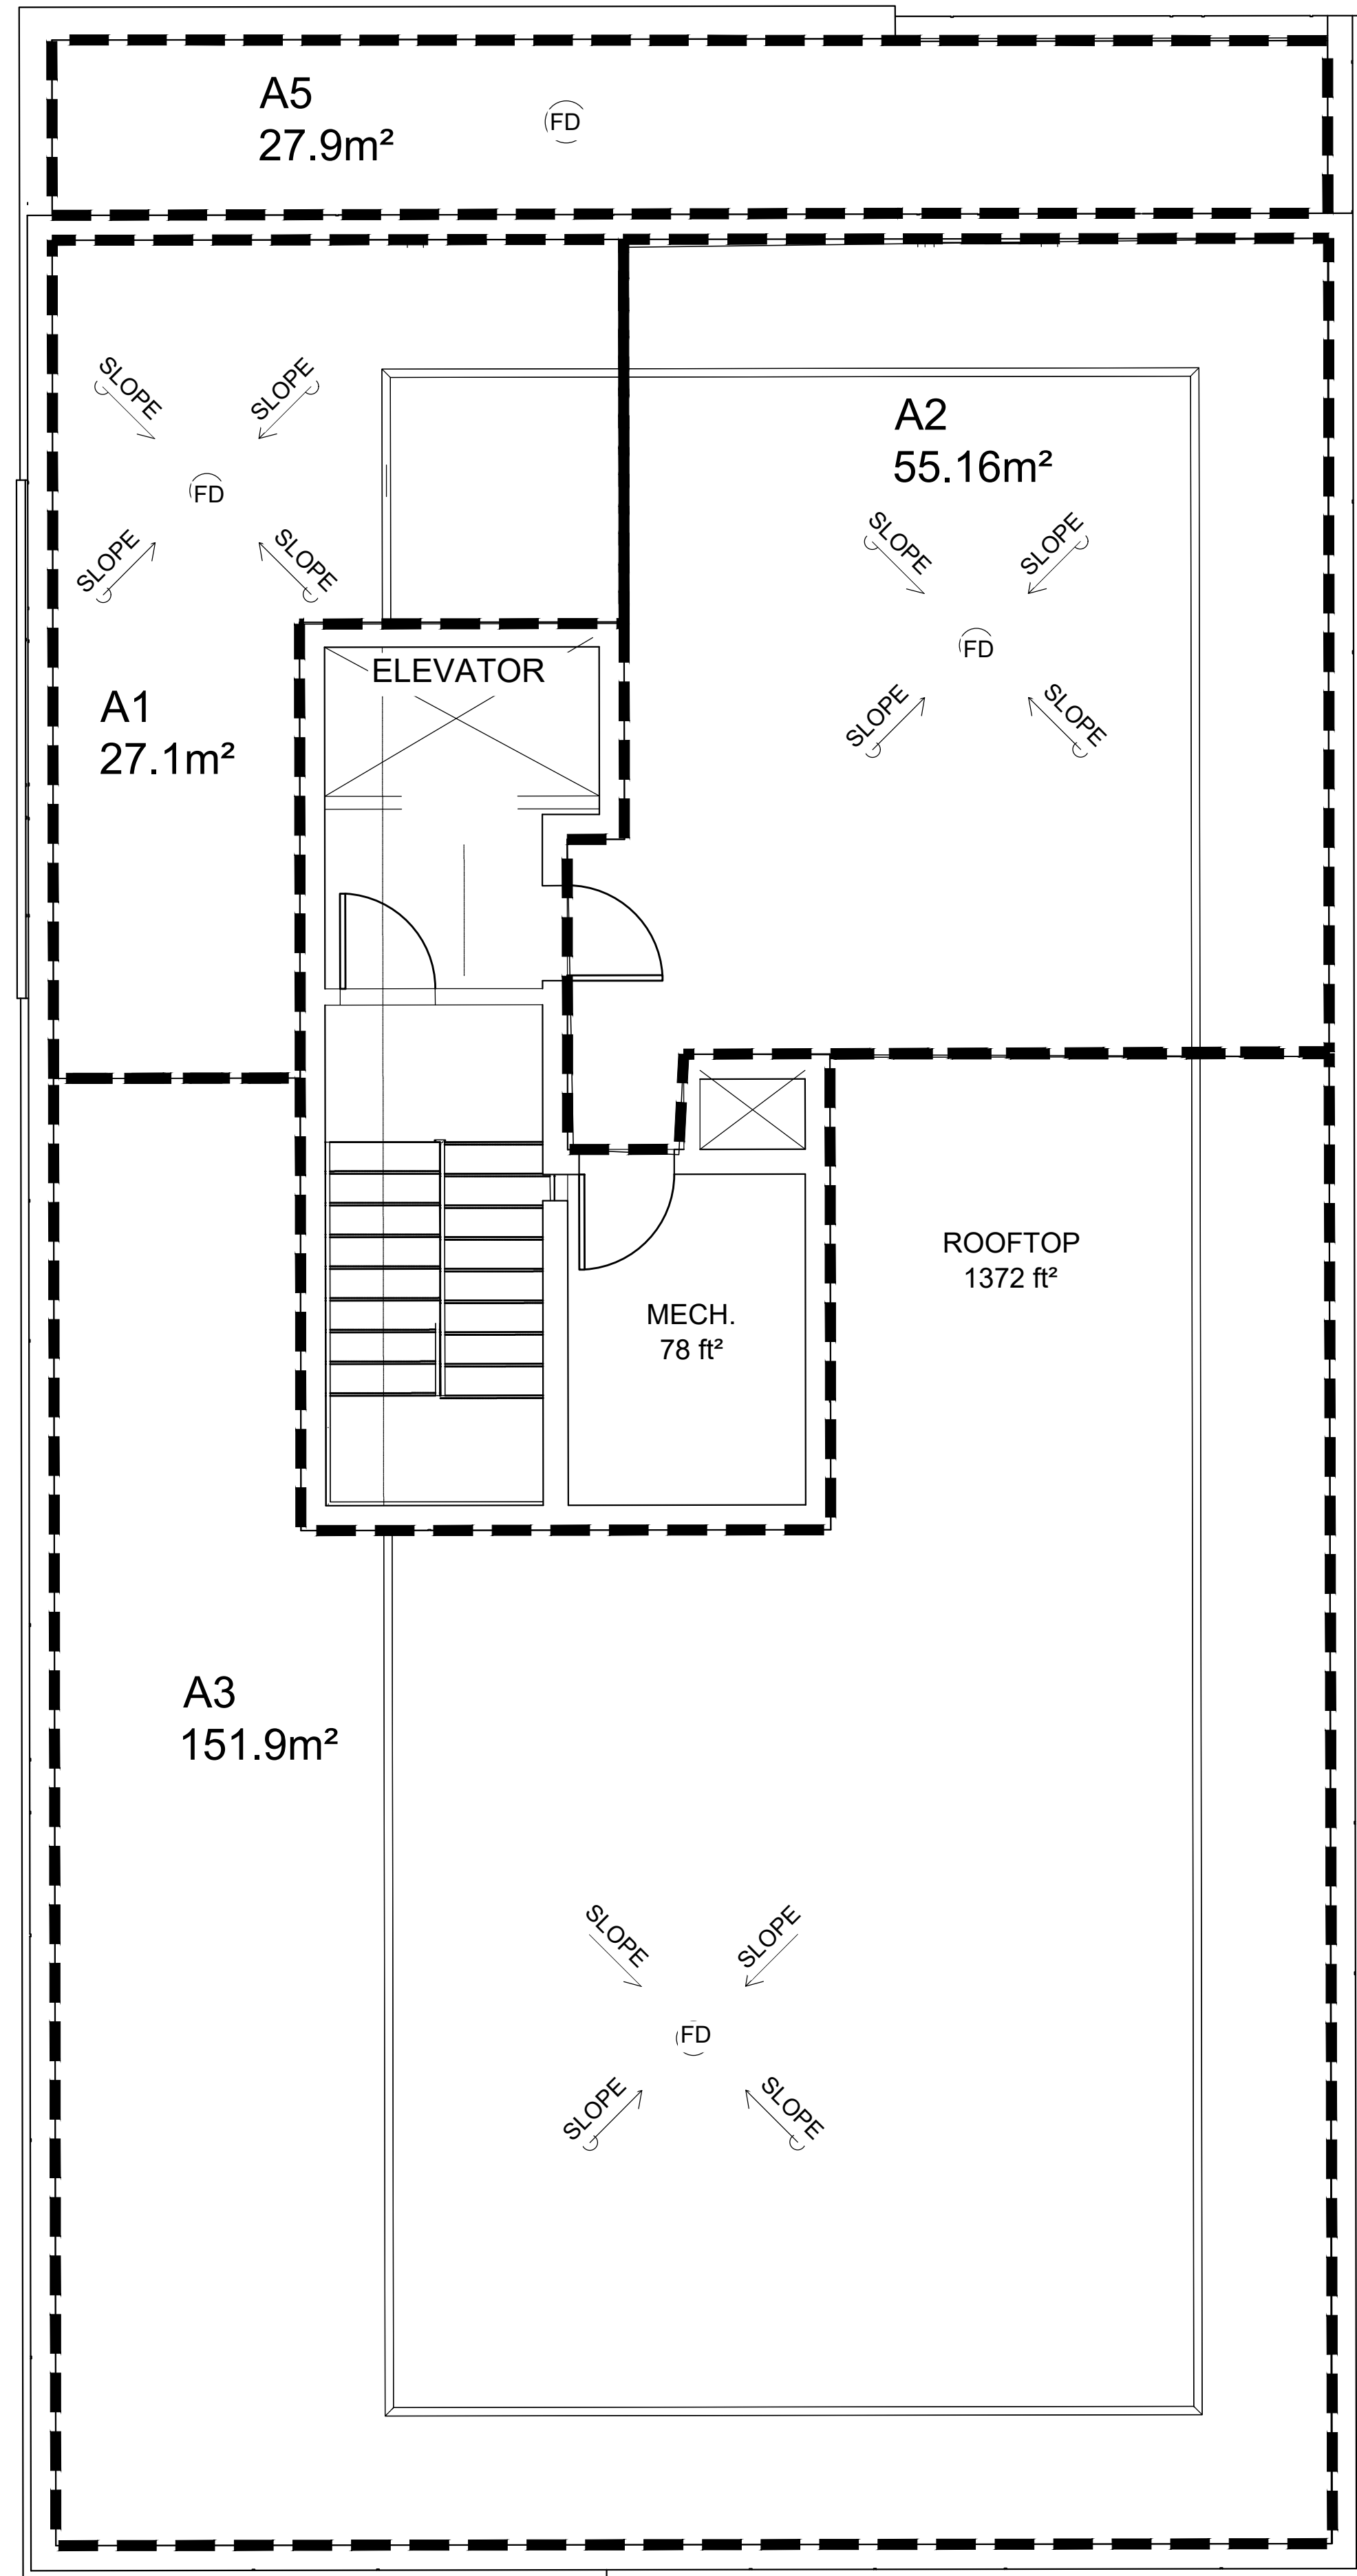 A5
27.9m²
FD
SLOPE
SLOPE
FD
SLOPE
SLOPE
A2
55.16m²
SLOPE
SLOPE
FD
SLOPE
SLOPE
ELEVATOR
A1
27.1m²
ROOFTOP
1372 ft²
MECH.
78 ft²
A3
151.9m²
SLOPE
SLOPE
FD
SLOPE
SLOPE